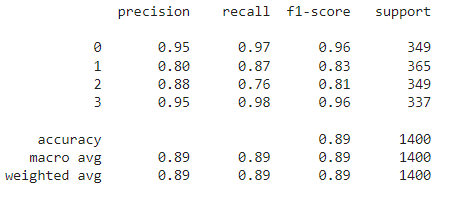 precision recall f1-score support
0 0.95 0.97 0.96 349
1 0.80 0.87 0.83 365
2 0.88 0.76 0.81 349
3 0.95 0.98 0.96 337
accuracy 0.89 1400
macro avg 0.89 0.89 0.89 1400
weighted avg 0.89 0.89 0.89 1400